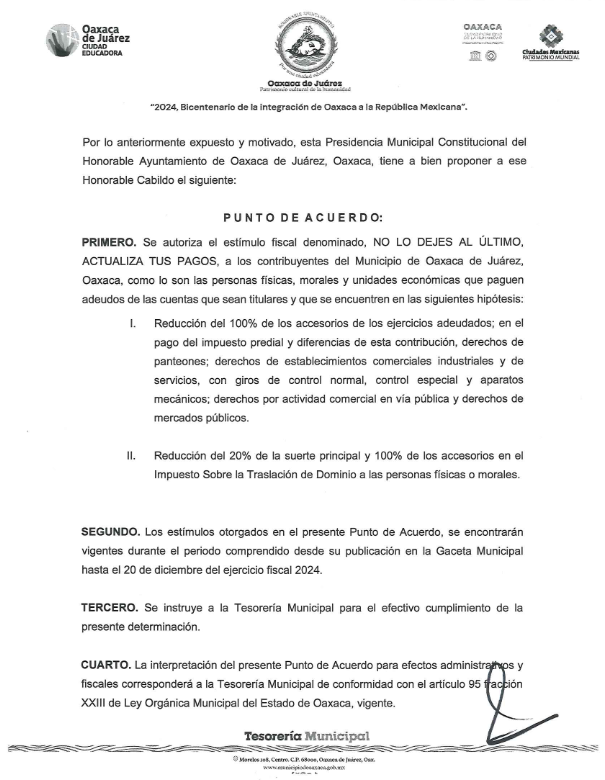 Oaxaca
de Juárez
CIUDAD
EDUCADORA
Oaxaca de Juárez
Patrimonio cultural de la humanidad
OAXACA
Ciudades Mexicanas
PATRIMONIO MUNDIAL
"2024, Bicentenario de la integración de Oaxaca a la República Mexicana".
Por lo anteriormente expuesto y motivado, esta Presidencia Municipal Constitucional del
Honorable Ayuntamiento de Oaxaca de Juárez, Oaxaca, tiene a bien proponer a ese
Honorable Cabildo el siguiente:
PUNTO DE ACUERDO:
PRIMERO. Se autoriza el estímulo fiscal denominado, NO LO DEJES AL ÚLTIMO,
ACTUALIZA TUS PAGOS, a los contribuyentes del Municipio de Oaxaca de Juárez,
Oaxaca, como lo son las personas físicas, morales y unidades económicas que paguen
adeudos de las cuentas que sean titulares y que se encuentren en las siguientes hipótesis:
I. Reducción del 100% de los accesorios de los ejercicios adeudados; en el
pago del impuesto predial y diferencias de esta contribución, derechos de
panteones; derechos de establecimientos comerciales industriales y de
servicios, con giros de control normal, control especial y aparatos
mecánicos; derechos por actividad comercial en vía pública y derechos de
mercados públicos.
II. Reducción del 20% de la suerte principal y 100% de los accesorios en el
Impuesto Sobre la Traslación de Dominio a las personas físicas o morales.
SEGUNDO. Los estímulos otorgados en el presente Punto de Acuerdo, se encontrarán
vigentes durante el periodo comprendido desde su publicación en la Gaceta Municipal
hasta el 20 de diciembre del ejercicio fiscal 2024.
TERCERO. Se instruye a la Tesorería Municipal para el efectivo cumplimiento de la
presente determinación.
CUARTO. La interpretación del presente Punto de Acuerdo para efectos administrativos y
fiscales corresponderá a la Tesorería Municipal de conformidad con el artículo 95 fracción
XXIII de Ley Orgánica Municipal del Estado de Oaxaca, vigente.
Tesorería Municipal
Morelos 108, Centro. C.P. 68000, Oaxaca de Juárez, Oax.
www.municipiodeoaxaca.gob.mx